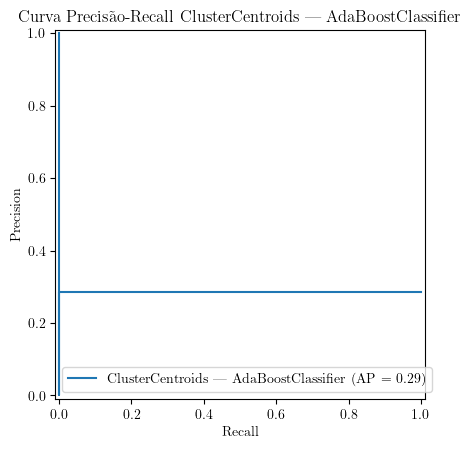 Curva Precisão-Recall ClusterCentroids — AdaBoostClassifier
1.0
0.8
0.6
0.4
0.2
0.0
Precision
ClusterCentroids — AdaBoostClassifier (AP = 0.29)
0.0 0.2 0.4 0.6 0.8 1.0
Recall